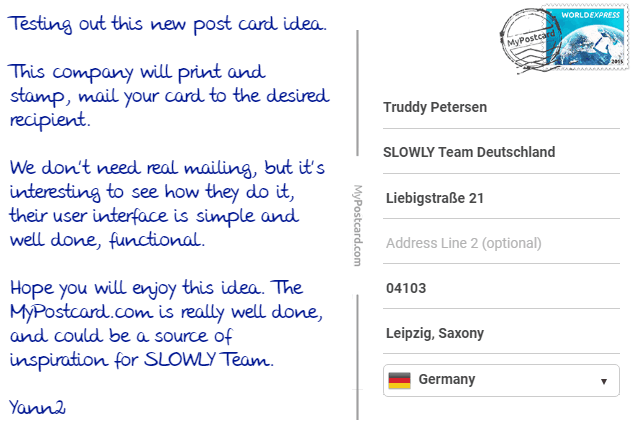 Testing out this new post card idea.
This company will print and
stamp, mail your card to the desired
recipient.
We don't need real mailing, but it's
interesting to see how they do it,
their user interface is simple and
well done, functional.
Hope you will enjoy this idea. The
MyPostcard.com is really well done,
and could be a source of
inspiration for SLOWLY Team.
Yann2
MyPostcard.com
WORLDEXPRESS
MyPostcard
2015
Truddy Petersen
SLOWLY Team Deutschland
Liebigstraße 21
Address Line 2 (optional)
04103
Leipzig, Saxony
Germany